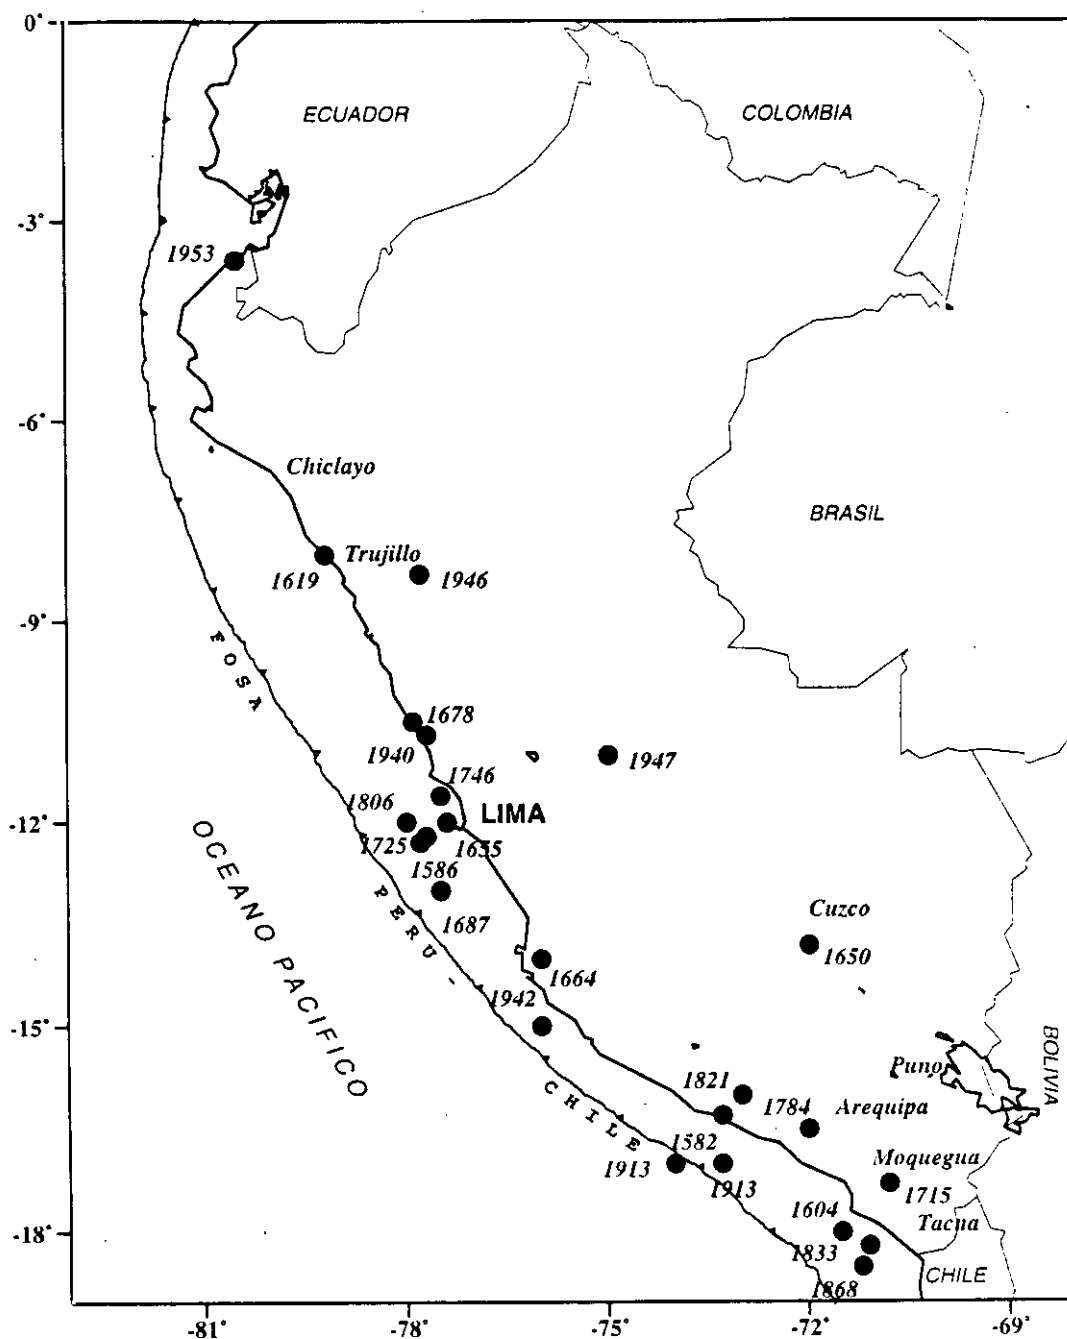 0°
ECUADOR
COLOMBIA
-3°
1953
-6°
Chiclayo
BRASIL
Trujillo
1619
1946
-9°
FOSA
1678
1940
1947
1746
1806
LIMA
-12°
1725
1655
1586
PERU -
1687
OCEANO PACIFICO
Cuzco
1650
1664
1942
-15°
BOLIVIA
Puno
1821
1784
Arequipa
CHILE
1582
Moquegua
1913
1913
1715
1604
Tacna
-18°
1833
CHILE
1868
-81°
-78°
-75°
-72°
-69°